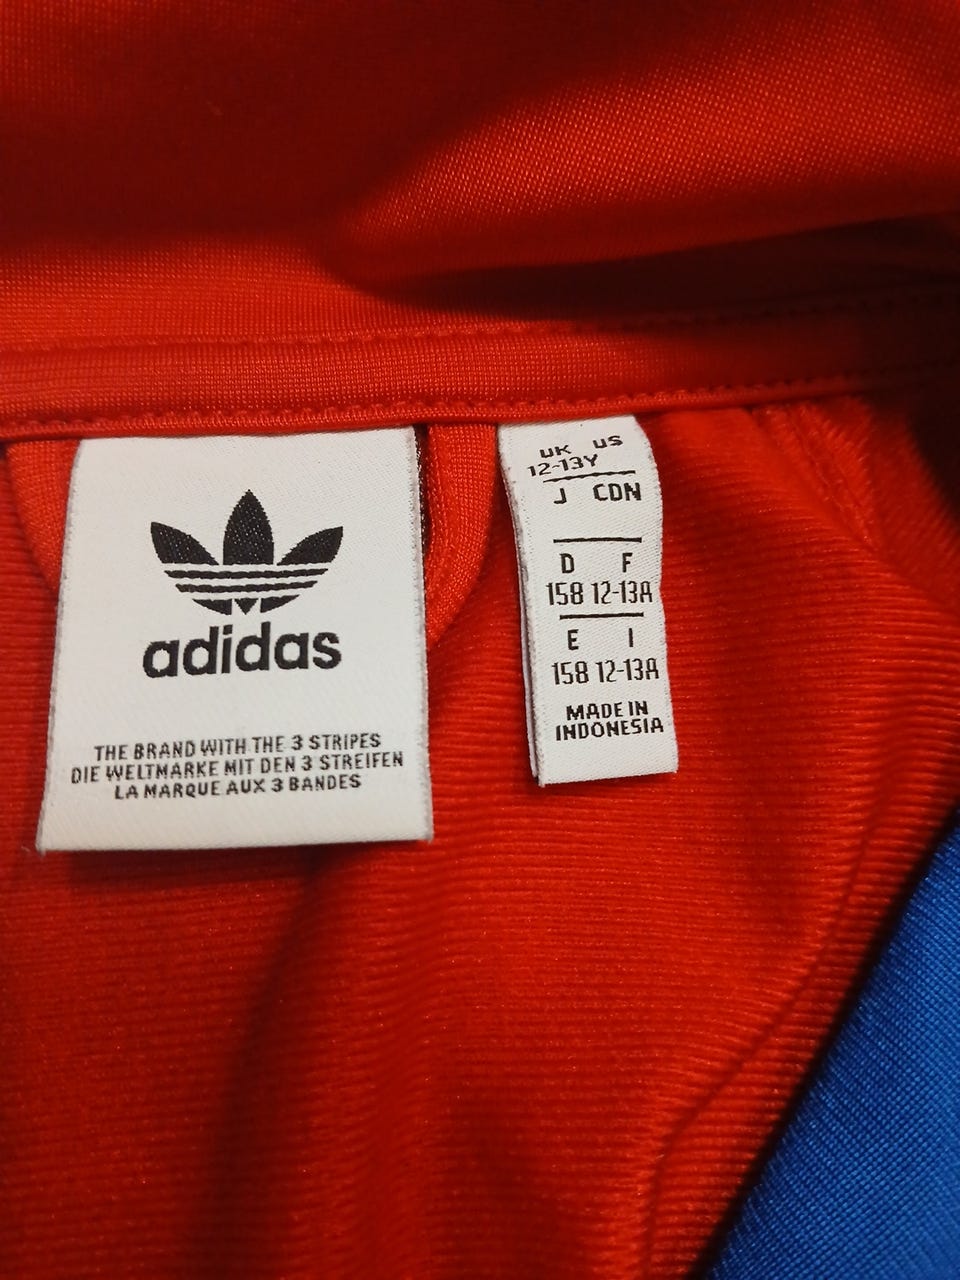 adidas
THE BRAND WITH THE 3 STRIPES
DIE WELTMARKE MIT DEN 3 STREIFEN
LA MARQUE AUX 3 BANDES
UK US
12-13Y
J CDN
D F
158 12-13A
E I
158 12-13A
MADE IN
INDONESIA